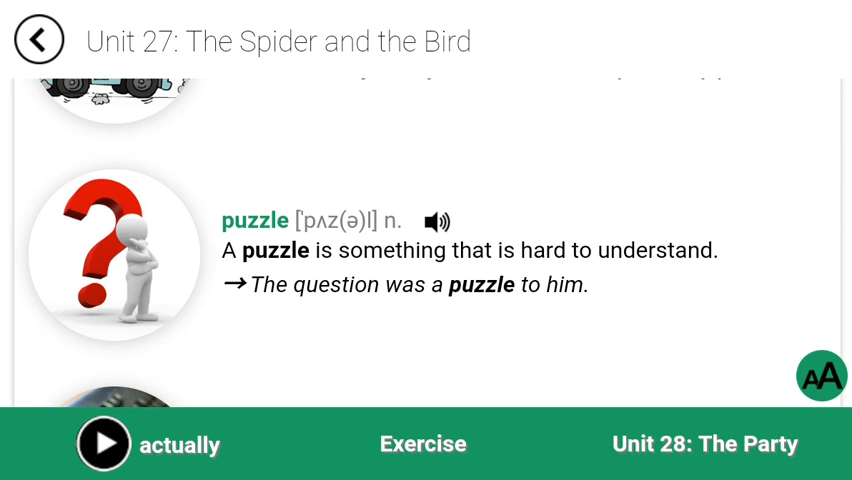 Unit 27: The Spider and the Bird
puzzle [ˈpʌz(ə)l] n.
A puzzle is something that is hard to understand.
→ The question was a puzzle to him.
AA
actually
Exercise
Unit 28: The Party